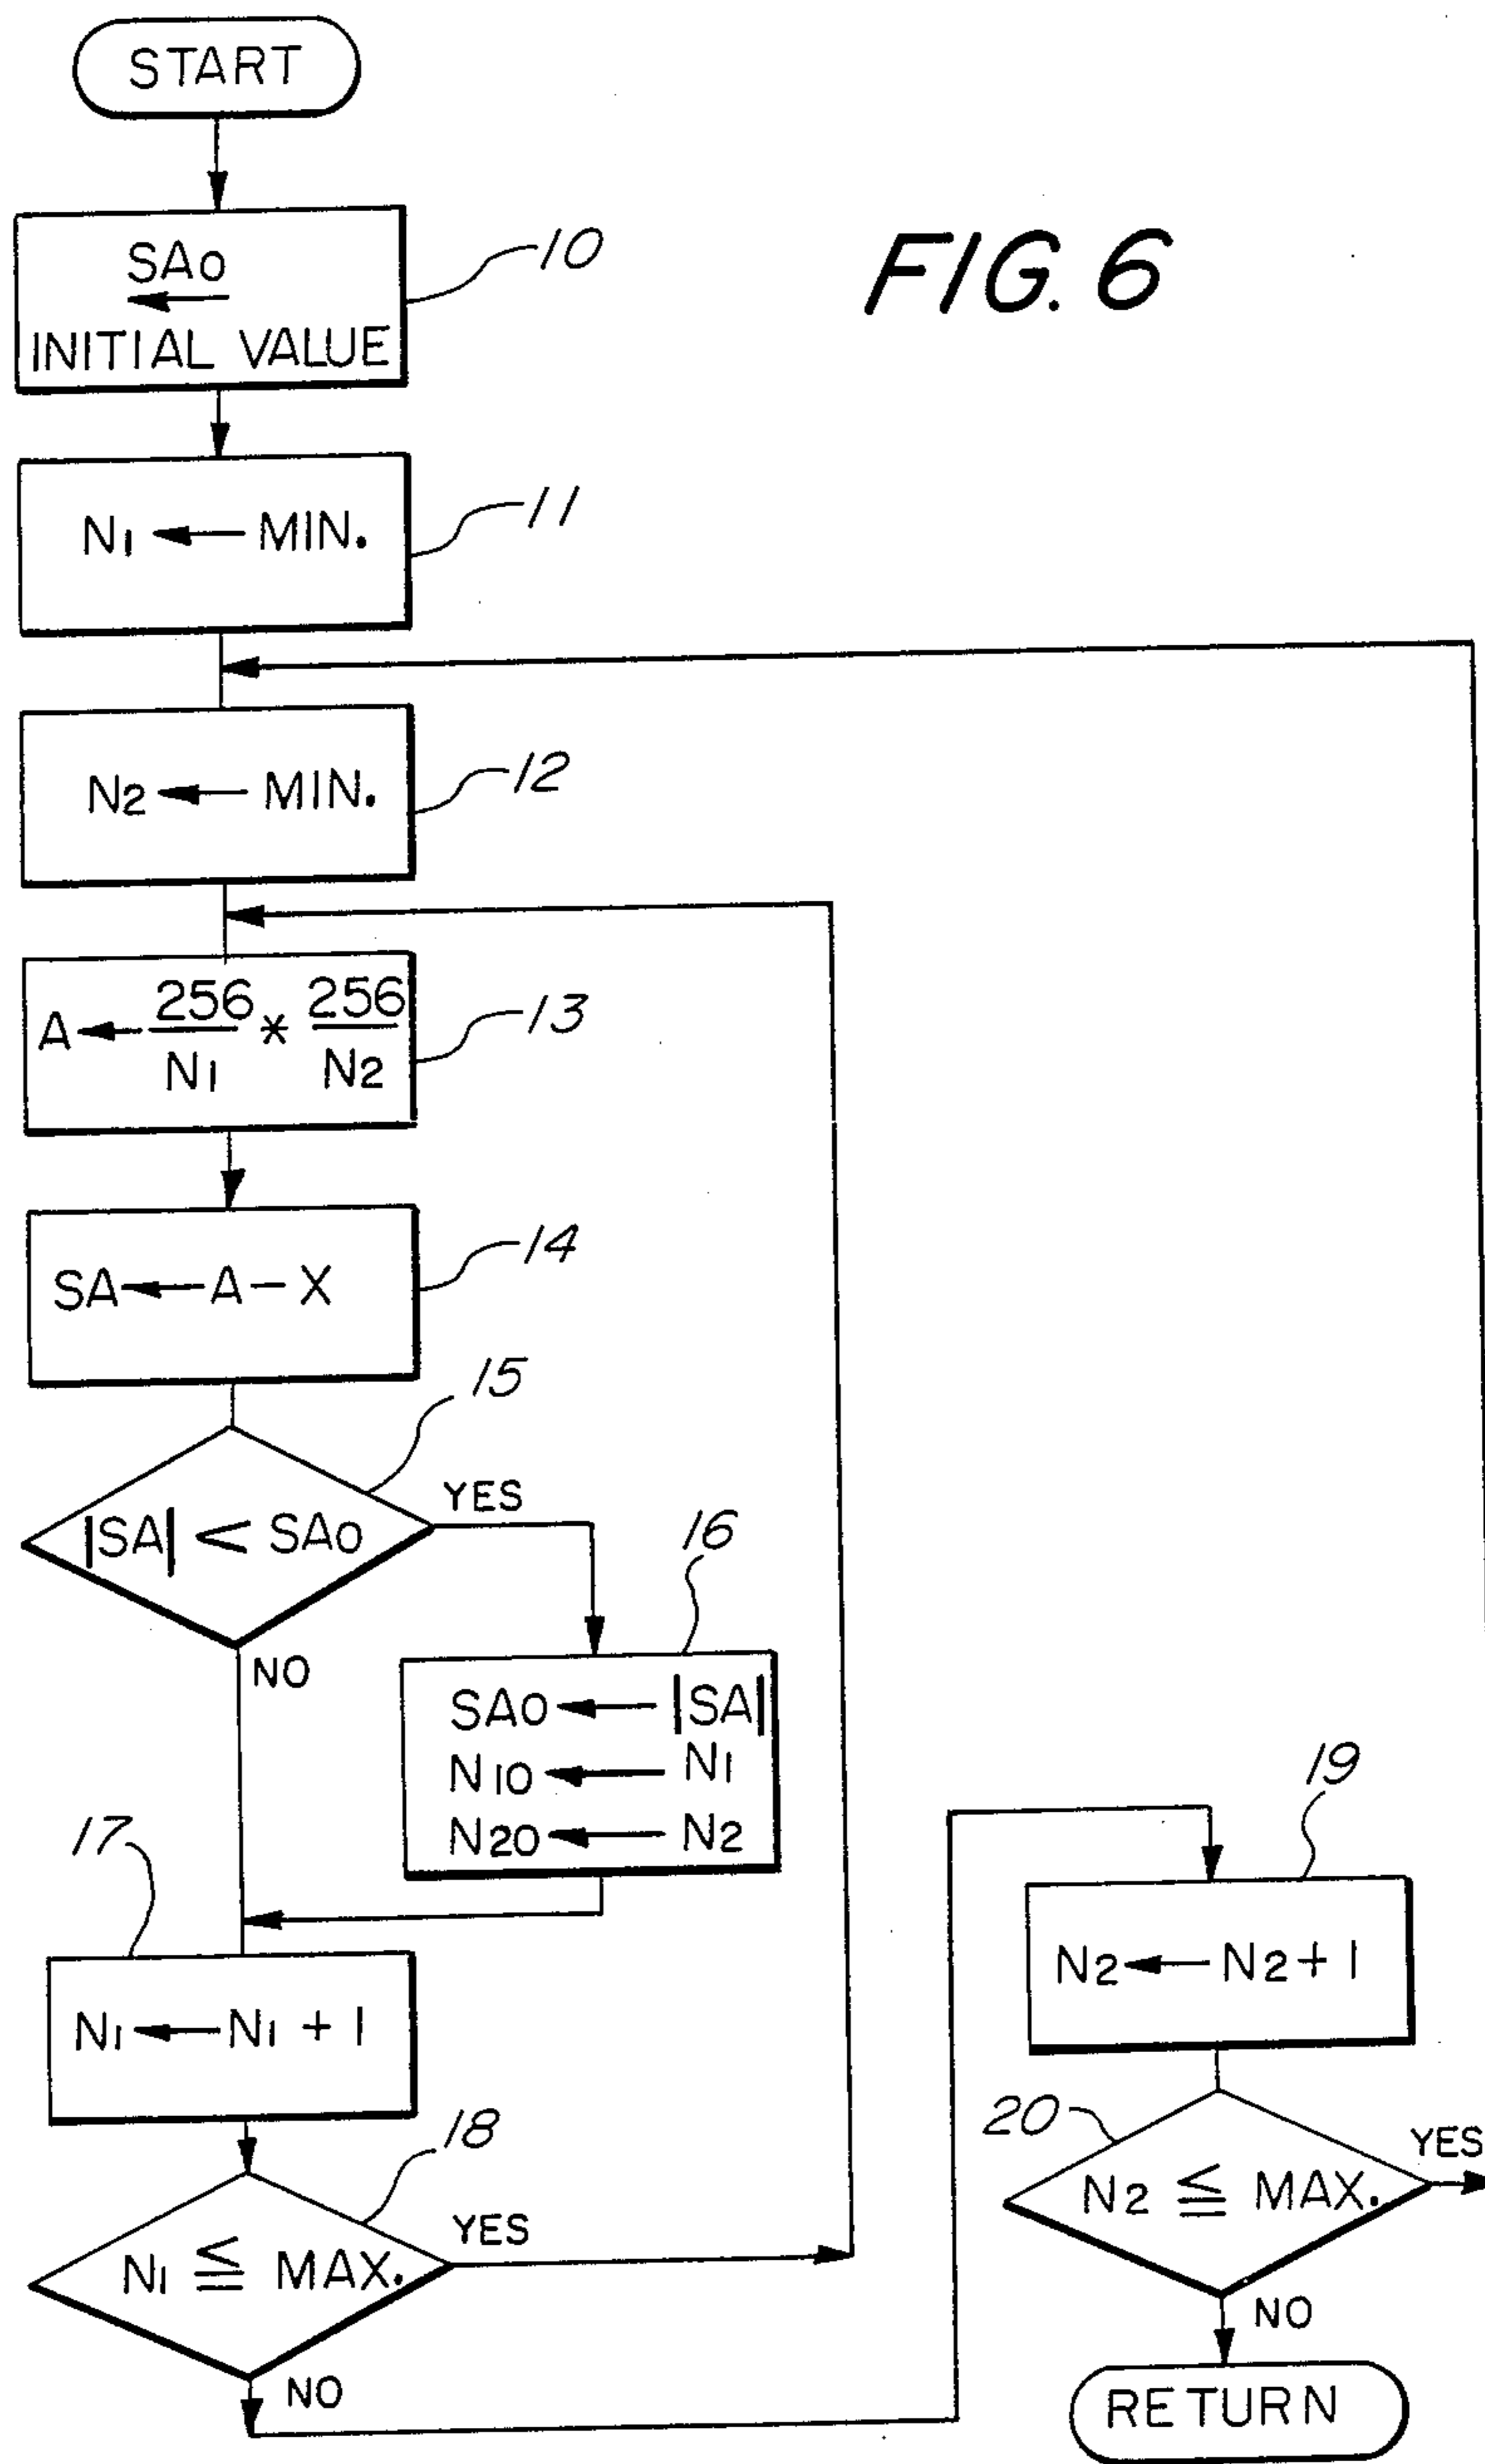 START
FIG. 6
SA0
←
INITIAL VALUE
10
N1 ← MIN.
11
N2 ← MIN.
12
A ← 256/N1 * 256/N2
13
SA ← A − X
14
15
|SA| < SA0
YES
NO
16
SA0 ← |SA|
N10 ← N1
N20 ← N2
17
N1 ← N1 + 1
18
N1 ≦ MAX.
YES
NO
19
N2 ← N2 + 1
20
N2 ≦ MAX.
YES
NO
RETURN